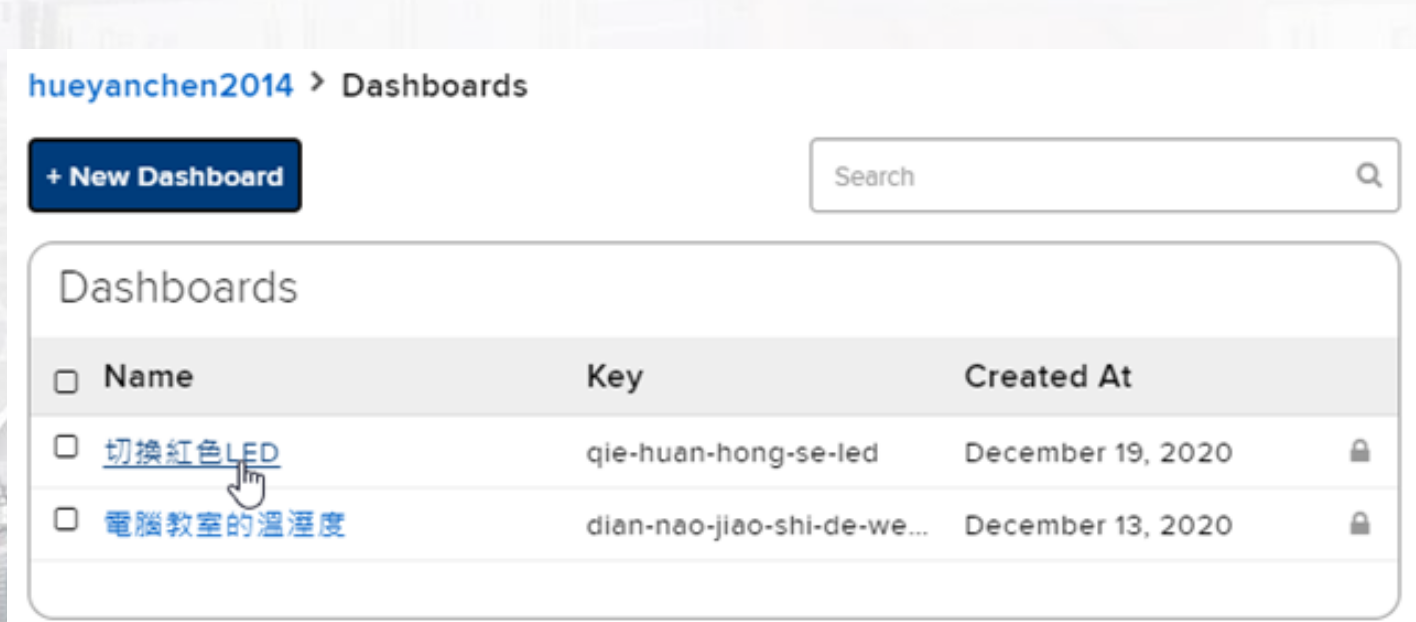 hueyanchen2014 > Dashboards
+ New Dashboard
Search
Dashboards
Name Key Created At
切換紅色LED qie-huan-hong-se-led December 19, 2020
電腦教室的溫溼度 dian-nao-jiao-shi-de-we... December 13, 2020